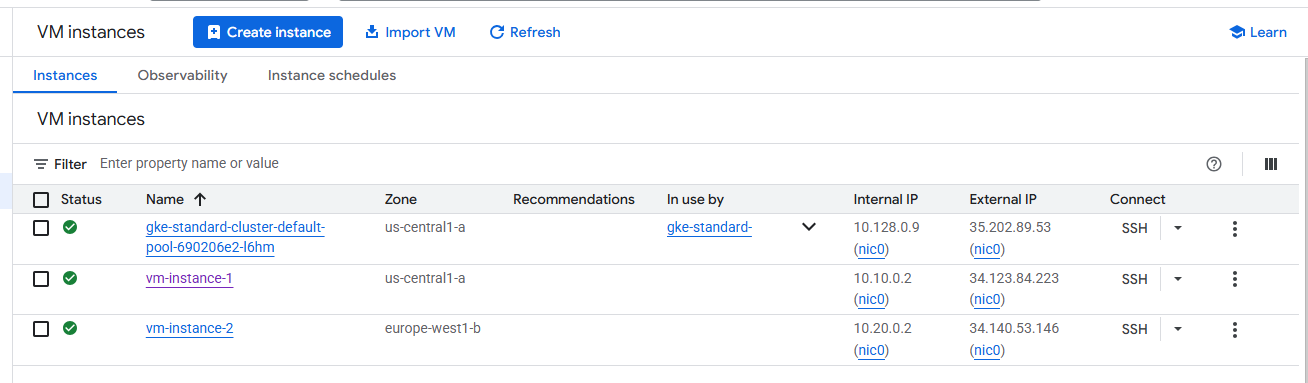 VM instances Create instance Import VM Refresh Learn
Instances Observability Instance schedules
VM instances
Filter Enter property name or value
Status Name Zone Recommendations In use by Internal IP External IP Connect
gke-standard-cluster-default- us-central1-a gke-standard- 10.128.0.9 35.202.89.53 SSH
pool-690206e2-l6hm (nic0) (nic0)
vm-instance-1 us-central1-a 10.10.0.2 34.123.84.223 SSH
(nic0) (nic0)
vm-instance-2 europe-west1-b 10.20.0.2 34.140.53.146 SSH
(nic0) (nic0)